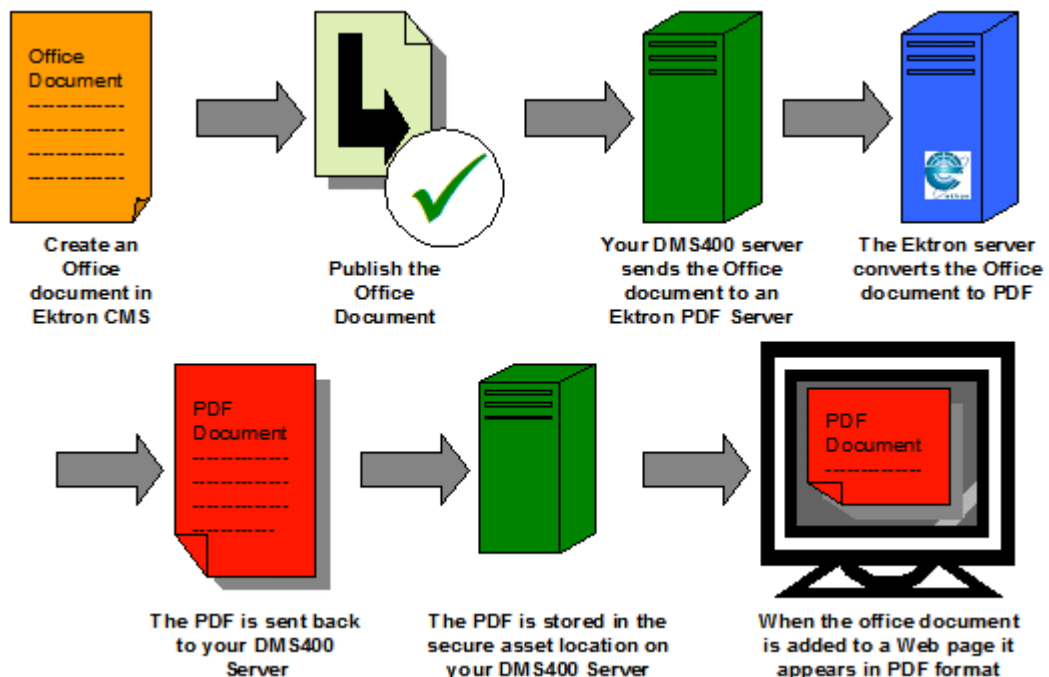 Office
Document
Create an
Office
document in
Ektron CMS
Publish the
Office
Document
Your DMS400 server
sends the Office
document to an
Ektron PDF Server
The Ektron server
converts the Office
document to PDF
PDF
Document
The PDF is sent back
to your DMS400
Server
The PDF is stored in the
secure asset location on
your DMS400 Server
PDF
Document
When the office document
is added to a Web page it
appears in PDF format